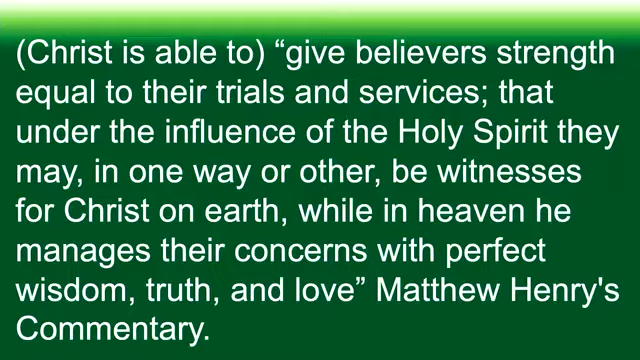 (Christ is able to) “give believers strength
equal to their trials and services; that
under the influence of the Holy Spirit they
may, in one way or other, be witnesses
for Christ on earth, while in heaven he
manages their concerns with perfect
wisdom, truth, and love” Matthew Henry's
Commentary.